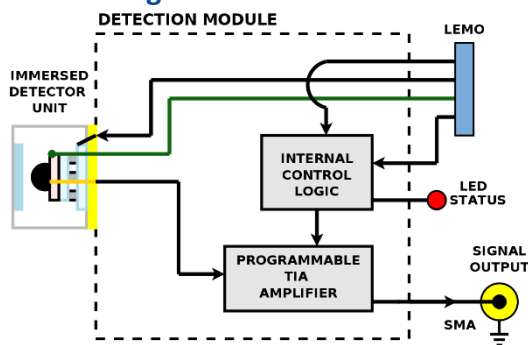 DETECTION MODULE
LEMO
IMMERSED
DETECTOR
UNIT
INTERNAL
CONTROL
LOGIC
LED
STATUS
PROGRAMMABLE
TIA
AMPLIFIER
SIGNAL
OUTPUT
SMA